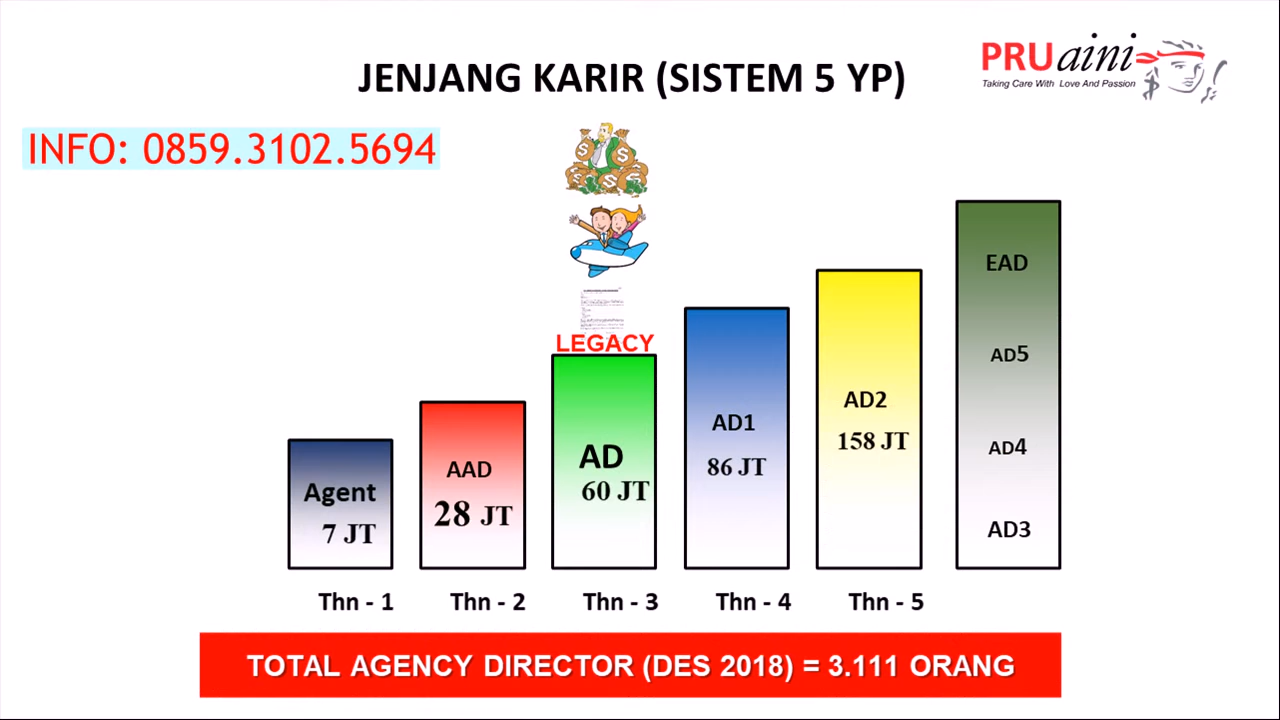 PRUaini
Taking Care With Love And Passion
JENJANG KARIR (SISTEM 5 YP)
INFO: 0859.3102.5694
LEGACY
Agent
7 JT
AAD
28 JT
AD
60 JT
AD1
86 JT
AD2
158 JT
EAD
AD5
AD4
AD3
Thn - 1
Thn - 2
Thn - 3
Thn - 4
Thn - 5
TOTAL AGENCY DIRECTOR (DES 2018) = 3.111 ORANG